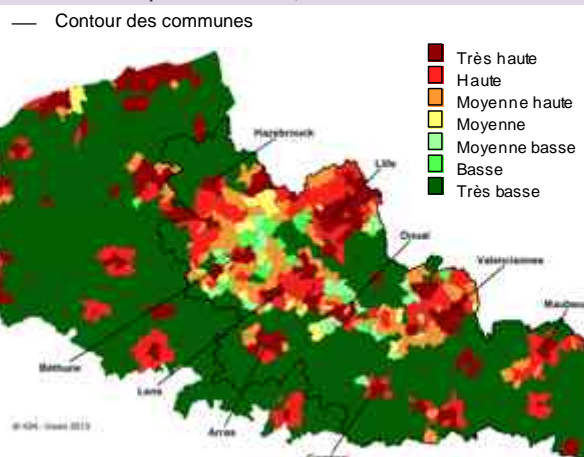 Contour des communes
Très haute
Haute
Moyenne haute
Moyenne
Moyenne basse
Basse
Très basse
Hazebrouck
Lille
Douai
Valenciennes
Béthune
Lens
Arras